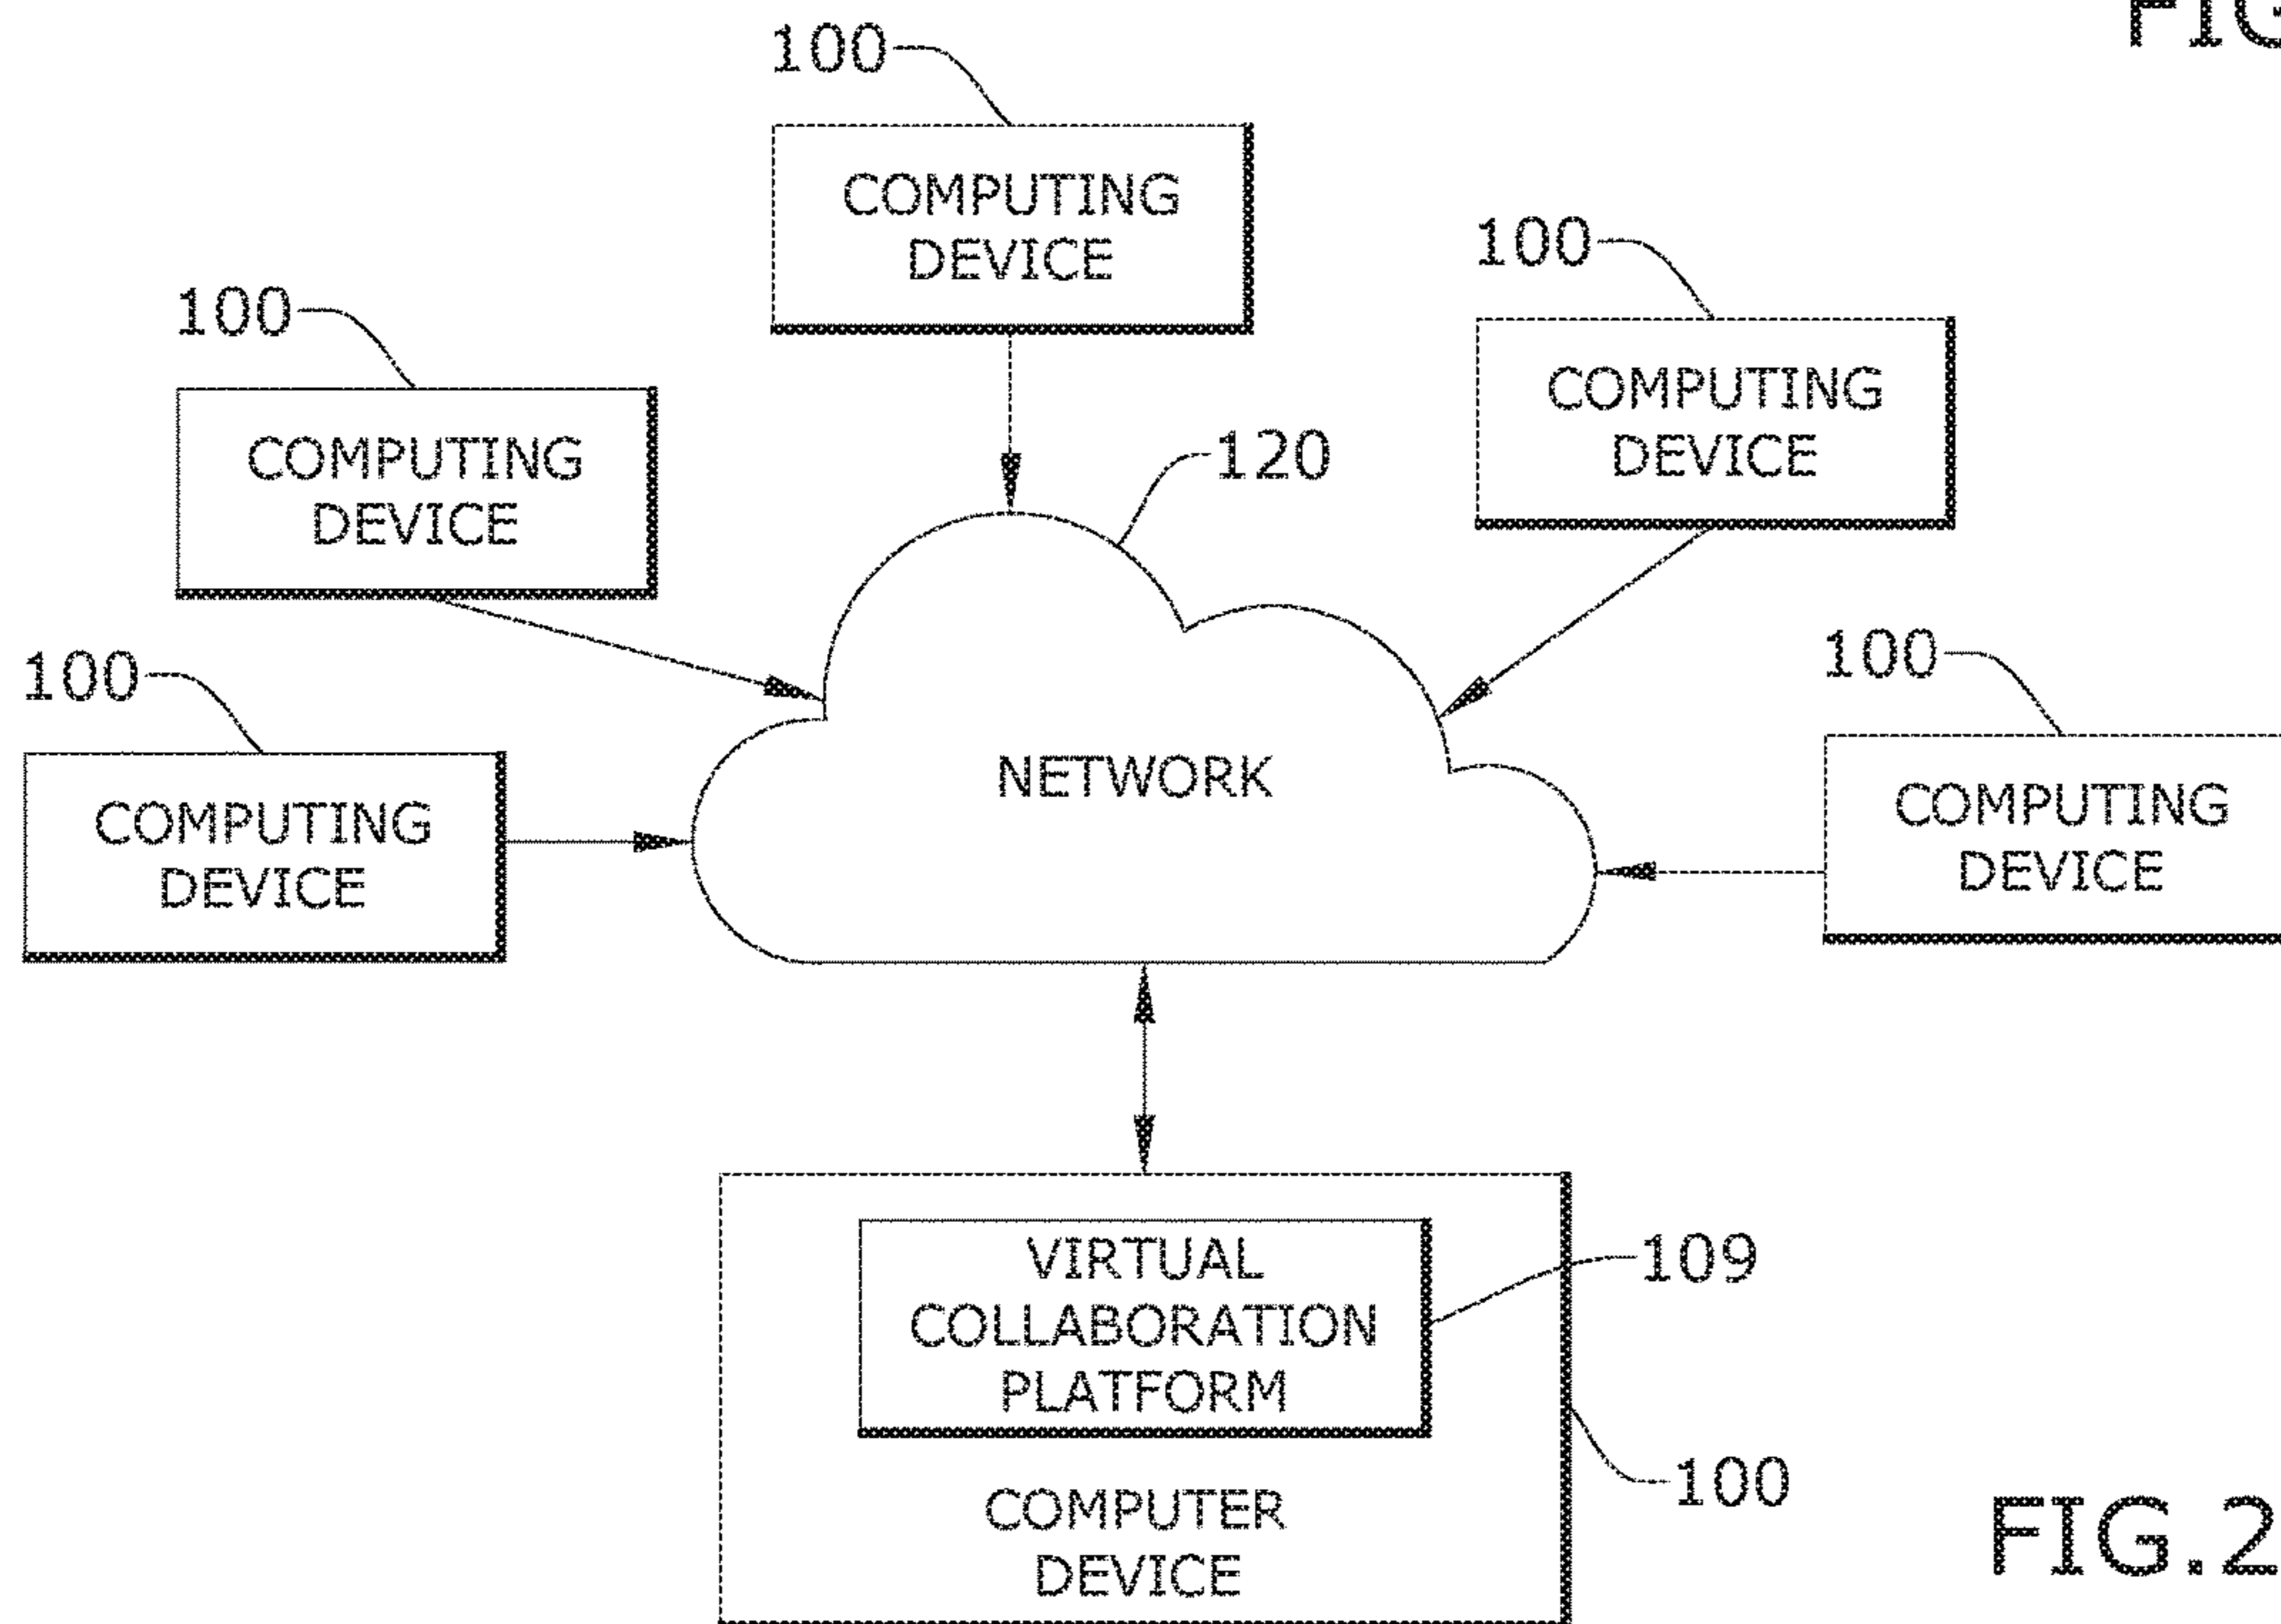 FIG
100
COMPUTING
DEVICE
100
COMPUTING
DEVICE
100
COMPUTING
DEVICE
120
100
COMPUTING
DEVICE
100
COMPUTING
DEVICE
NETWORK
VIRTUAL
COLLABORATION
PLATFORM
109
COMPUTER
DEVICE
100
FIG.2